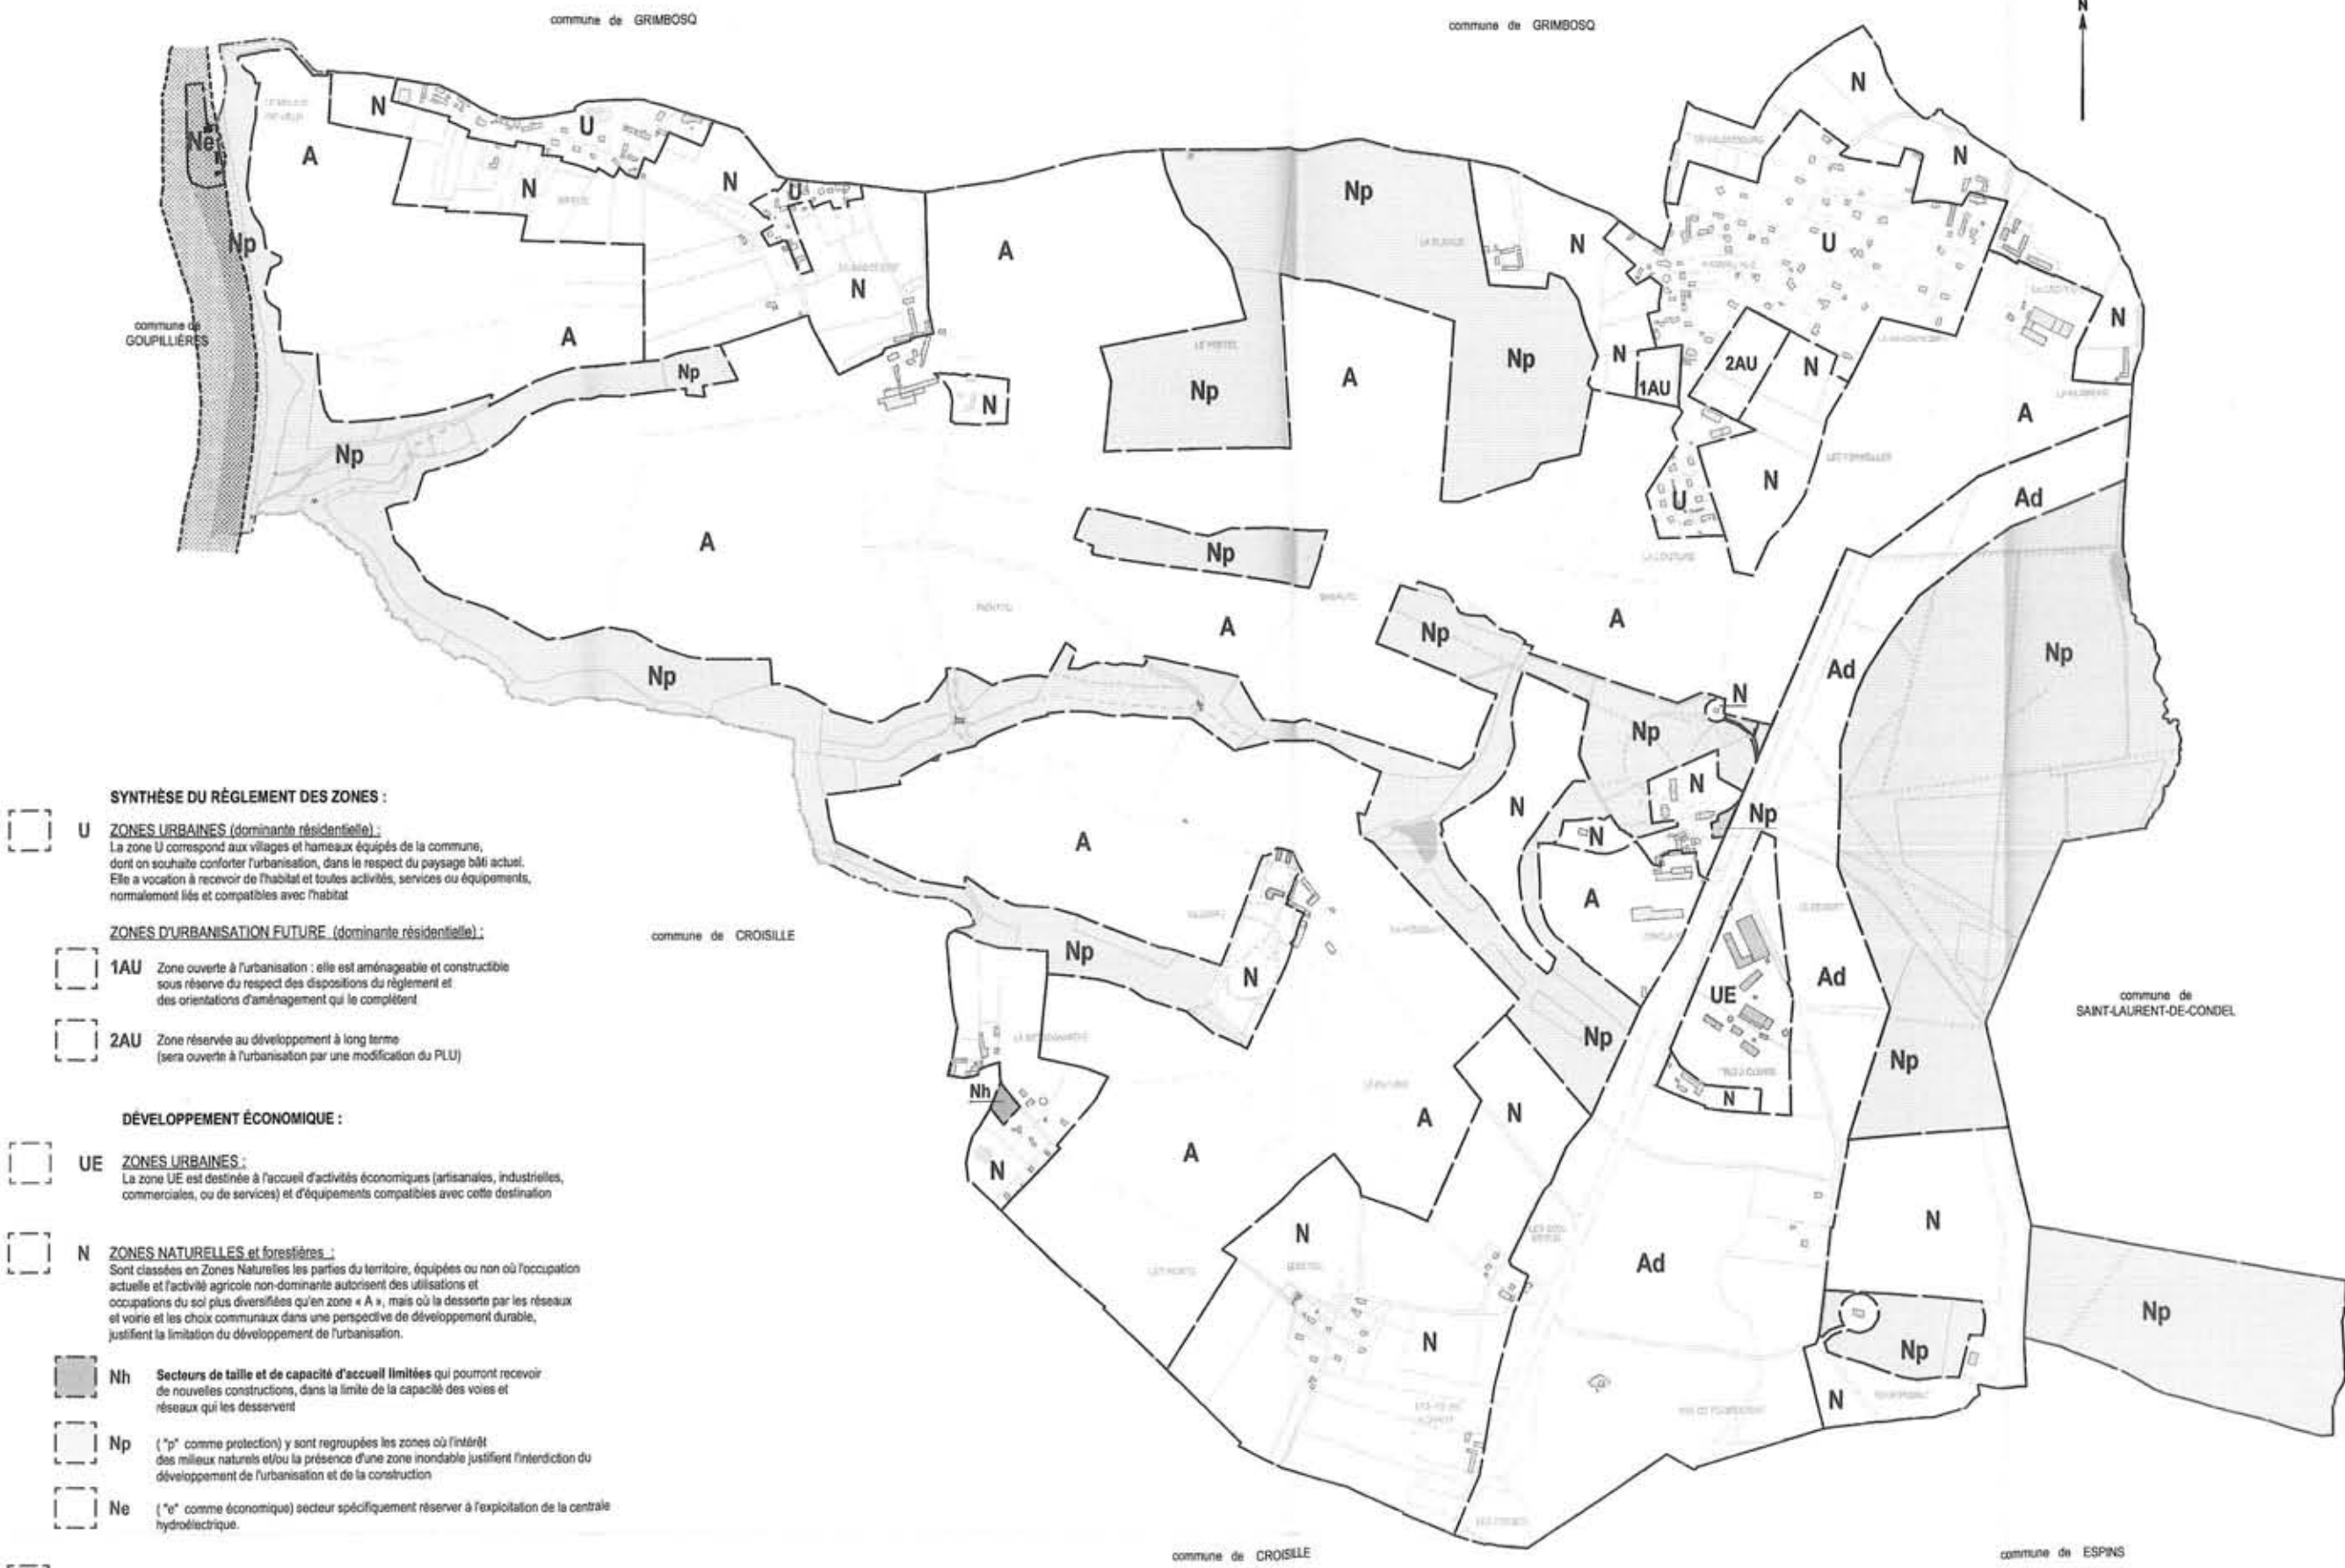 commune de GRIMBOSQ
commune de GRIMBOSQ
N
N
N
Ne
U
A
N
N
N
U
Np
N
U
Np
A
N
N
N
commune de
GOUPILLIÈRES
A
Np
Np
A
Np
N
1AU
2AU
N
N
A
Np
N
U
Ad
A
Np
A
Np
A
Np
Np
Ad
N
Np
N
N
Np
A
N
A
SYNTHÈSE DU RÈGLEMENT DES ZONES :
U
ZONES URBAINES (dominante résidentielle) :
La zone U correspond aux villages et hameaux équipés de la commune,
dont on souhaite conforter l'urbanisation, dans le respect du paysage bâti actuel.
Elle a vocation à recevoir de l'habitat et toutes activités, services ou équipements,
normalement liés et compatibles avec l'habitat
ZONES D'URBANISATION FUTURE (dominante résidentielle) :
1AU Zone ouverte à l'urbanisation : elle est aménageable et constructible
sous réserve du respect des dispositions du règlement et
des orientations d'aménagement qui le complètent
2AU Zone réservée au développement à long terme
(sera ouverte à l'urbanisation par une modification du PLU)
commune de CROISILLE
Np
N
UE
Ad
commune de
SAINT-LAURENT-DE-CONDEL
Np
Np
Nh
N
A
A
N
N
DÉVELOPPEMENT ÉCONOMIQUE :
UE ZONES URBAINES :
La zone UE est destinée à l'accueil d'activités économiques (artisanales, industrielles,
commerciales, ou de services) et d'équipements compatibles avec cette destination
N ZONES NATURELLES et forestières :
Sont classées en Zones Naturelles les parties du territoire, équipées ou non où l'occupation
actuelle et l'activité agricole non-dominante autorisent des utilisations et
occupations du sol plus diversifiées qu'en zone « A », mais où la desserte par les réseaux
et voirie et les choix communaux dans une perspective de développement durable,
justifient la limitation du développement de l'urbanisation.
Nh Secteurs de taille et de capacité d'accueil limitées qui pourront recevoir
de nouvelles constructions, dans la limite de la capacité des voies et
réseaux qui les desservent
Np ( "p" comme protection) y sont regroupées les zones où l'intérêt
des milieux naturels et/ou la présence d'une zone inondable justifient l'interdiction du
développement de l'urbanisation et de la construction
Ne ( "e" comme économique) secteur spécifiquement réserver à l'exploitation de la centrale
hydroélectrique.
N
N
Ad
N
Np
Np
N
commune de CROISILLE
commune de ESPINS